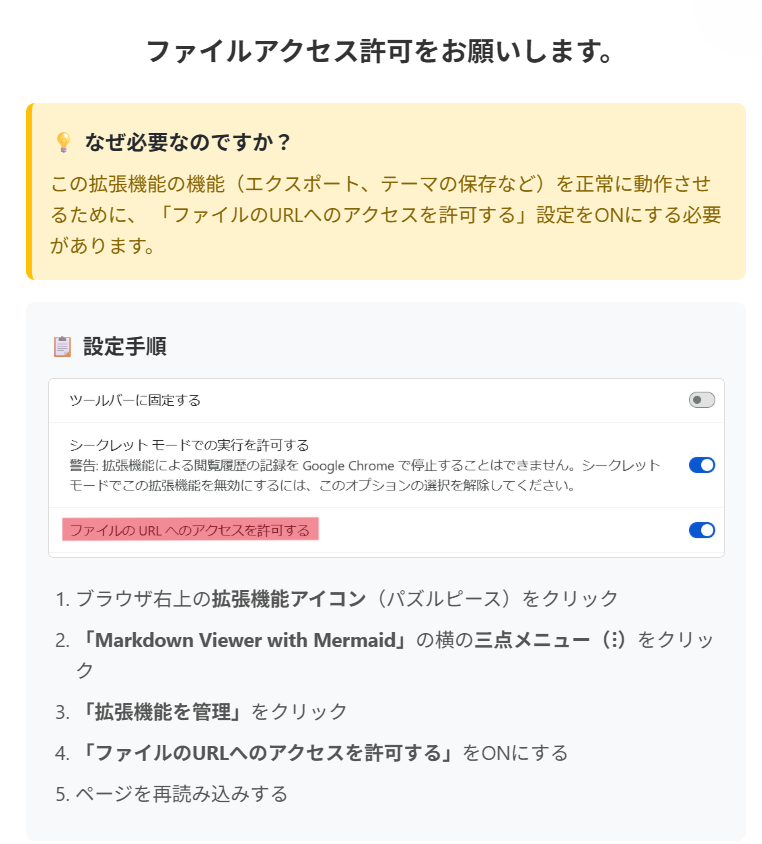 ファイルアクセス許可をお願いします。
💡 なぜ必要なのですか？
この拡張機能の機能（エクスポート、テーマの保存など）を正常に動作させ
るために、 「ファイルのURLへのアクセスを許可する」設定をONにする必要
があります。
📋 設定手順
ツールバーに固定する
シークレット モードでの実行を許可する
警告: 拡張機能による閲覧履歴の記録を Google Chrome で停止することはできません。シークレット
モードでこの拡張機能を無効にするには、このオプションの選択を解除してください。
ファイルの URL へのアクセスを許可する
1. ブラウザ右上の拡張機能アイコン（パズルピース）をクリック
2. 「Markdown Viewer with Mermaid」の横の三点メニュー（⋮）をクリッ
ク
3. 「拡張機能を管理」をクリック
4. 「ファイルのURLへのアクセスを許可する」をONにする
5. ページを再読み込みする